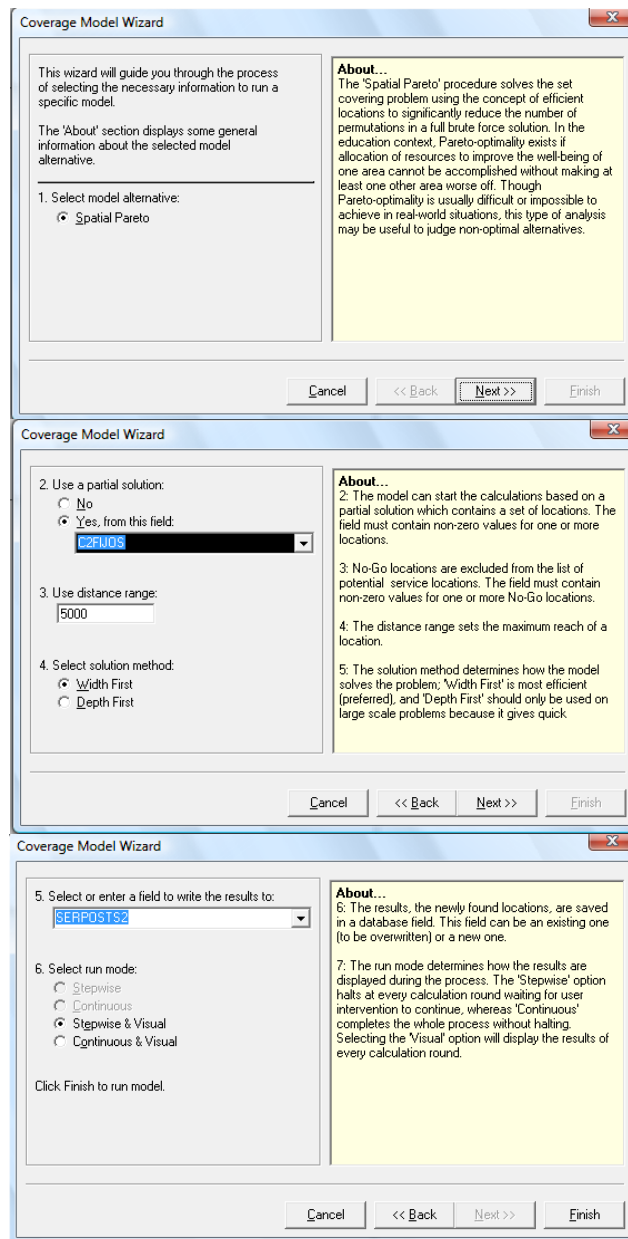 Coverage Model Wizard
This wizard will guide you through the process
of selecting the necessary information to run a
specific model.
The 'About' section displays some general
information about the selected model
alternative.
1. Select model alternative:
Spatial Pareto
About...
The 'Spatial Pareto' procedure solves the set
covering problem using the concept of efficient
locations to significantly reduce the number of
permutations in a full brute force solution. In the
education context, Pareto-optimality exists if
allocation of resources to improve the well-being of
one area cannot be accomplished without making at
least one other area worse off. Though
Pareto-optimality is usually difficult or impossible to
achieve in real-world situations, this type of analysis
may be useful to judge non-optimal alternatives.
Cancel
<< Back
Next >>
Finish
Coverage Model Wizard
2. Use a partial solution:
No
Yes, from this field:
C2FIJOS
3. Use distance range:
5000
4. Select solution method:
Width First
Depth First
About...
2: The model can start the calculations based on a
partial solution which contains a set of locations. The
field must contain non-zero values for one or more
locations.
3: No-Go locations are excluded from the list of
potential service locations. The field must contain
non-zero values for one or more No-Go locations.
4: The distance range sets the maximum reach of a
location.
5: The solution method determines how the model
solves the problem; 'Width First' is most efficient
(preferred), and 'Depth First' should only be used on
large scale problems because it gives quick
Cancel
<< Back
Next >>
Finish
Coverage Model Wizard
5. Select or enter a field to write the results to:
SERPOSTS2
6. Select run mode:
Stepwise
Continuous
Stepwise & Visual
Continuous & Visual
Click Finish to run model.
About...
6: The results, the newly found locations, are saved
in a database field. This field can be an existing one
(to be overwritten) or a new one.
7: The run mode determines how the results are
displayed during the process. The 'Stepwise' option
halts at every calculation round waiting for user
intervention to continue, whereas 'Continuous'
completes the whole process without halting.
Selecting the 'Visual' option will display the results of
every calculation round.
Cancel
<< Back
Next >>
Finish